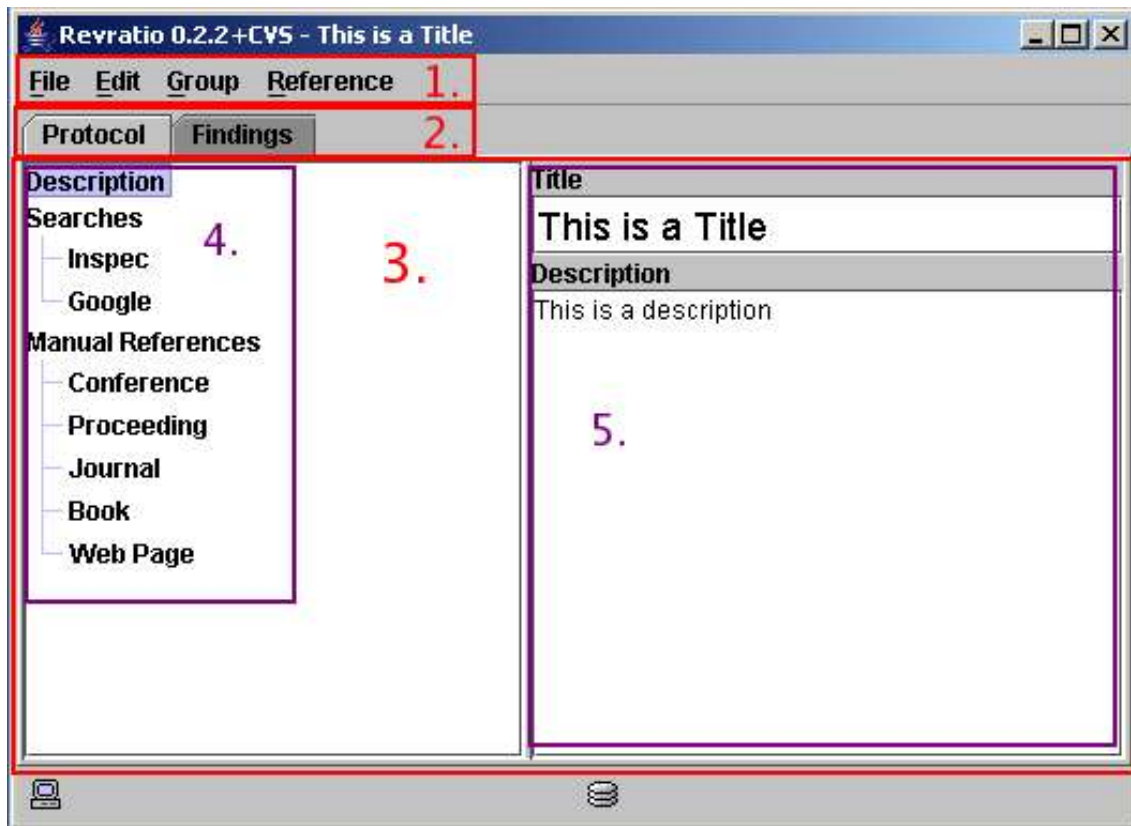 Revratio 0.2.2+CVS - This is a Title
File Edit Group Reference 1.
Protocol Findings 2.
Description
Searches
Inspec
Google
Manual References
Conference
Proceeding
Journal
Book
Web Page
4.
3.
Title
This is a Title
Description
This is a description
5.